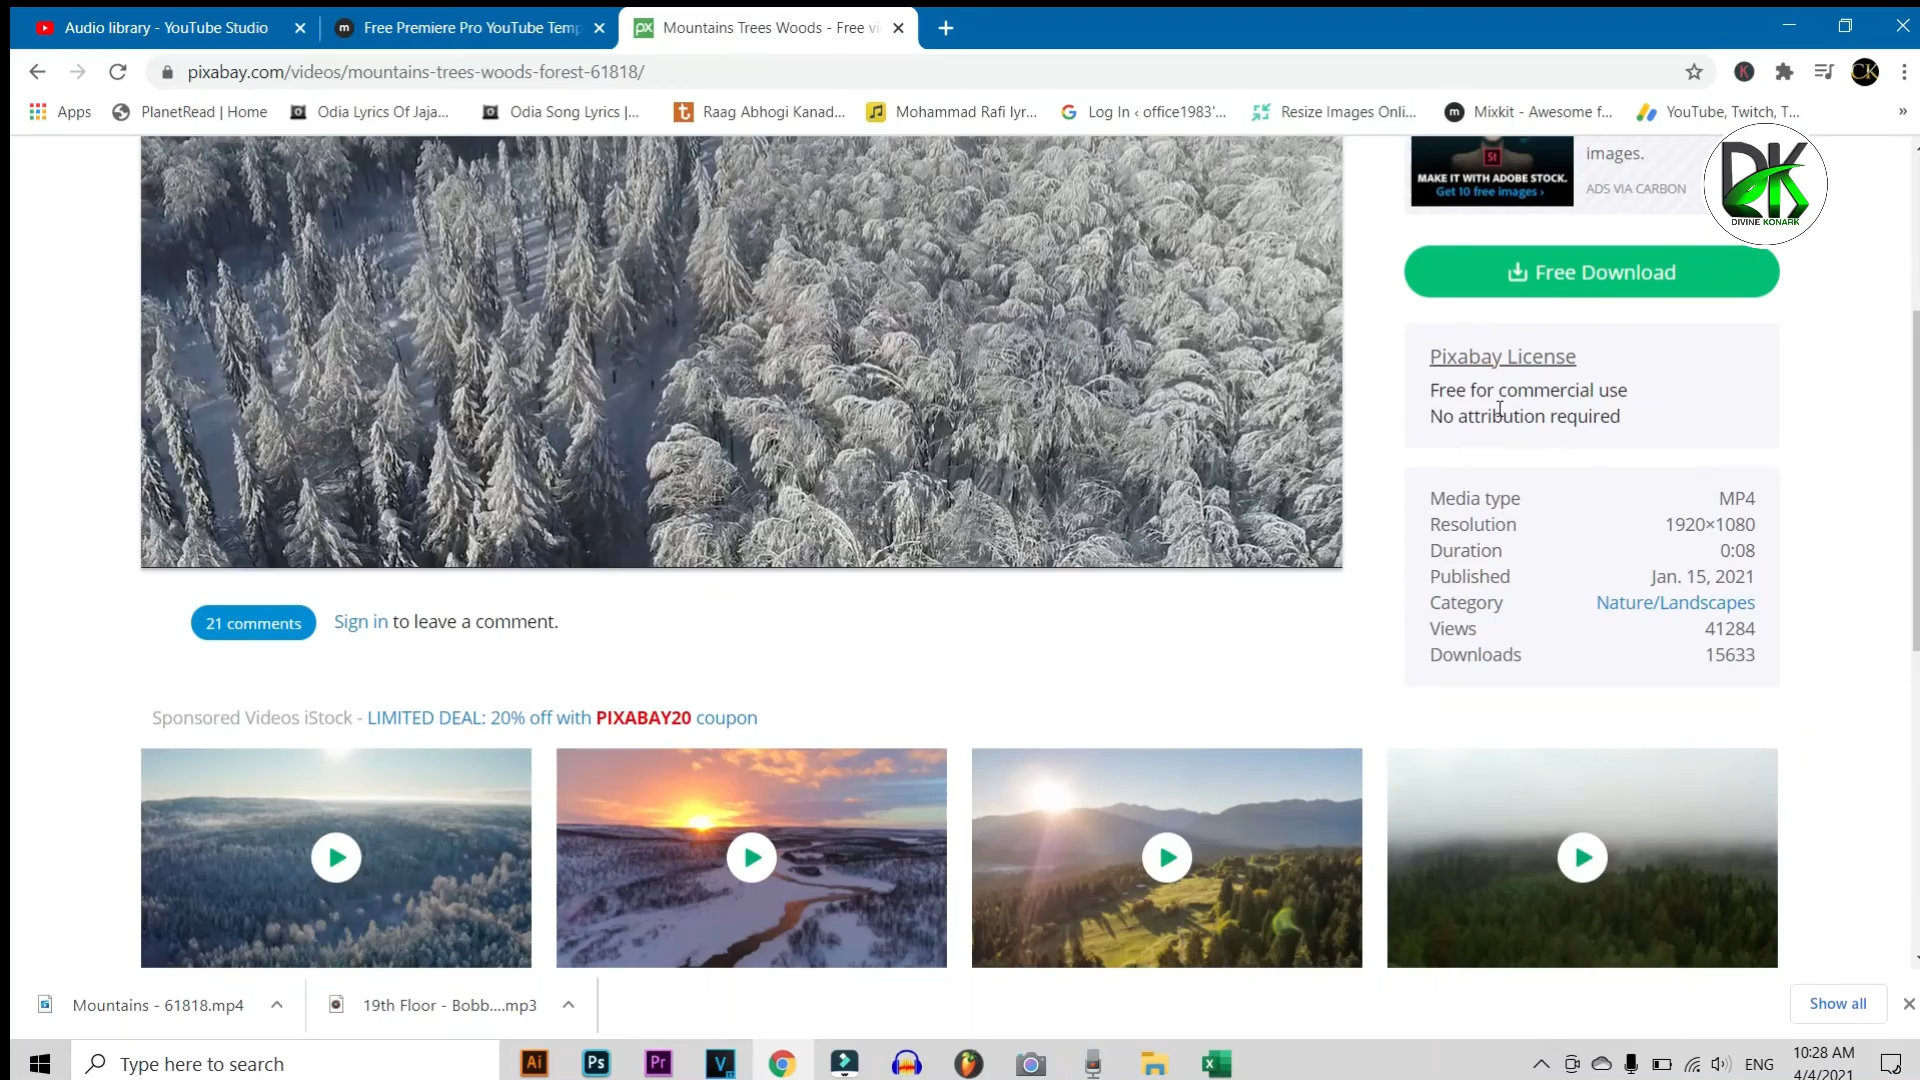 Audio library - YouTube Studio
Free Premiere Pro YouTube Temp
Mountains Trees Woods - Free vi
pixabay.com/videos/mountains-trees-woods-forest-61818/
Apps
PlanetRead | Home
Odia Lyrics Of Jaja...
Odia Song Lyrics |...
Raag Abhogi Kanad...
Mohammad Rafi lyr...
Log In ‹ office1983'...
Resize Images Onli...
Mixkit - Awesome f...
YouTube, Twitch, T...
»
St
MAKE IT WITH ADOBE STOCK.
Get 10 free images ›
images.
ADS VIA CARBON
DK
DIVINE KONARK
Free Download
Pixabay License
Free for commercial use
No attribution required
Media type MP4
Resolution 1920×1080
Duration 0:08
Published Jan. 15, 2021
Category Nature/Landscapes
Views 41284
Downloads 15633
21 comments Sign in to leave a comment.
Sponsored Videos iStock - LIMITED DEAL: 20% off with PIXABAY20 coupon
Mountains - 61818.mp4
19th Floor - Bobb....mp3
Show all
Type here to search
Ai
Ps
Pr
V
ENG
10:28 AM
4/4/2021